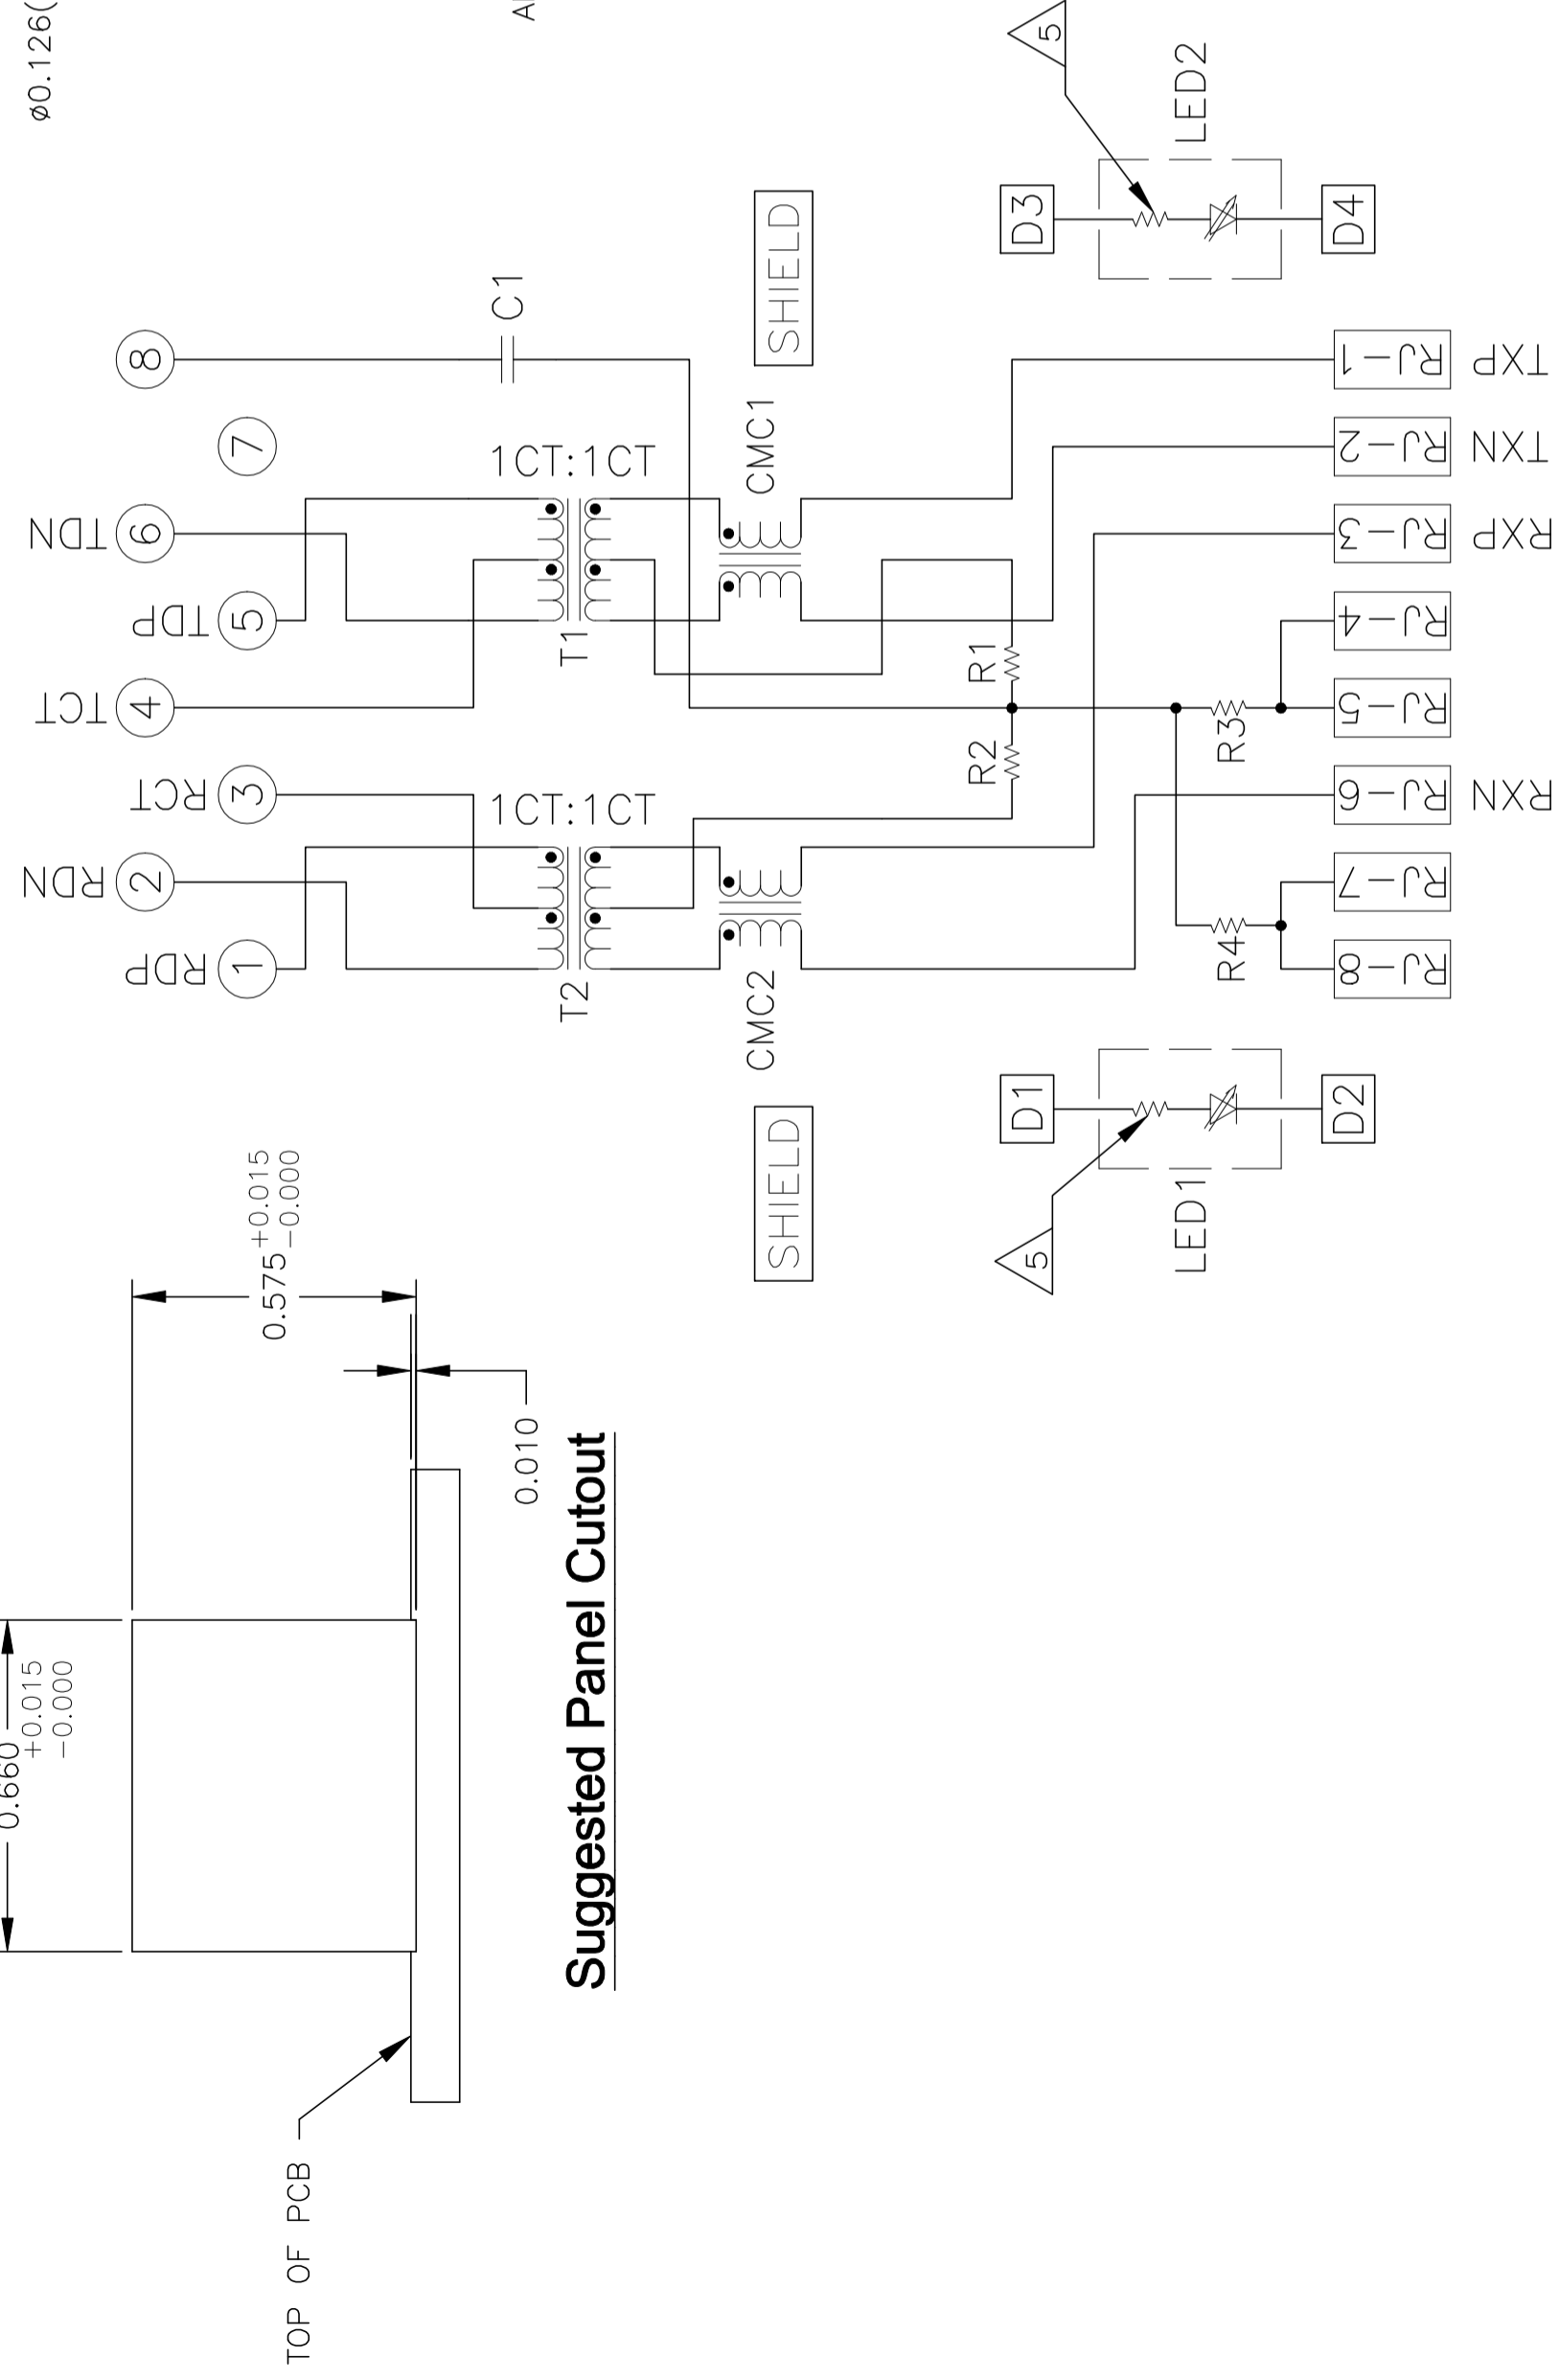 ø0.126(
0.660
+0.015
-0.000
0.575
+0.015
-0.000
0.010
TOP OF PCB
Suggested Panel Cutout
RDP
1
RDN
2
RCT
3
TCT
4
TDP
5
TDN
6
7
8
T2
1CT:1CT
T1
1CT:1CT
C1
SHIELD
CMC2
CMC1
SHIELD
R2
R1
R4
R3
5
LED1
D1
D2
5
LED2
D3
D4
RJ-8
RJ-7
RJ-6
RXN
RJ-5
RJ-4
RJ-3
RXP
RJ-2
TXN
RJ-1
TXP